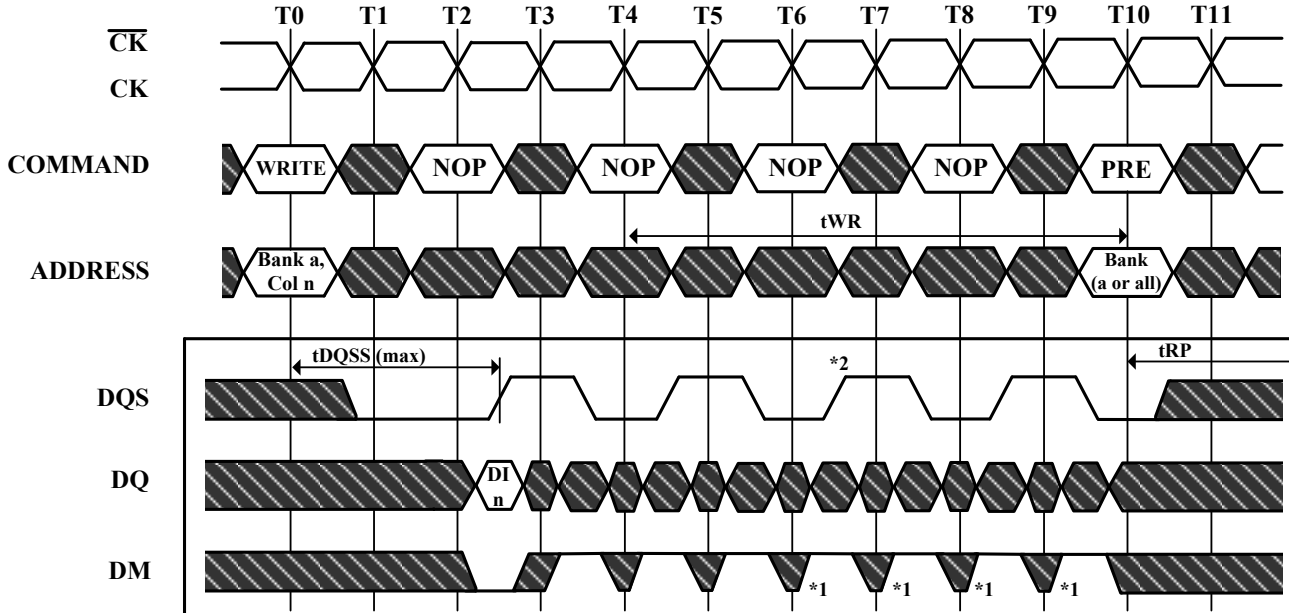 T0 T1 T2 T3 T4 T5 T6 T7 T8 T9 T10 T11
CK
CK
COMMAND WRITE NOP NOP NOP NOP PRE
tWR
ADDRESS Bank a, Col n Bank (a or all)
tDQSS (max) *2 tRP
DQS
DQ DI n
DM *1 *1 *1 *1